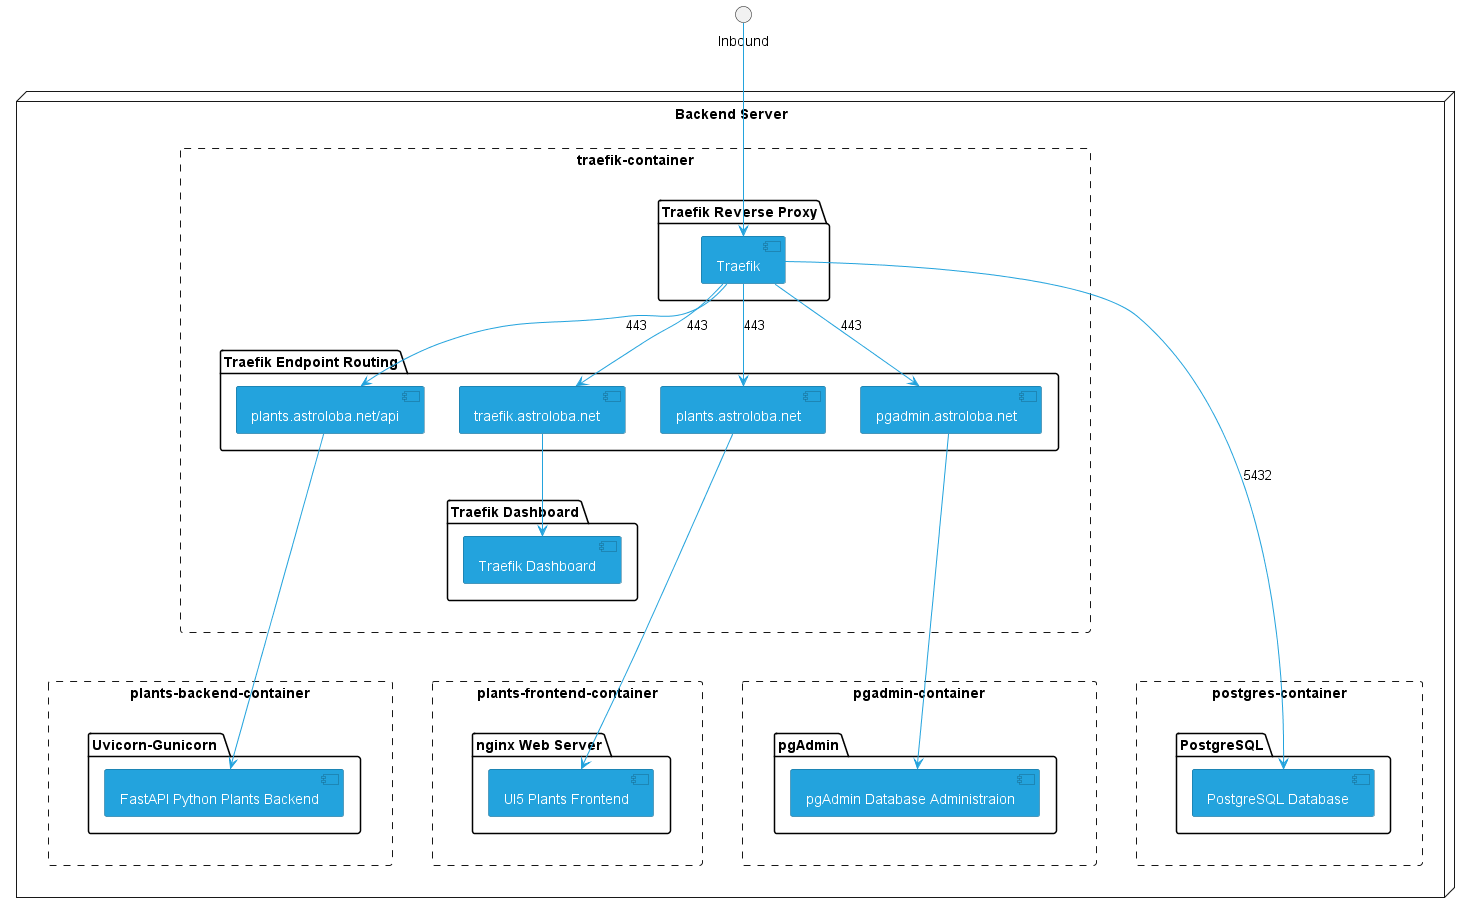 Inbound
Backend Server
traefik-container
Traefik Reverse Proxy
Traefik
443
443
443
443
Traefik Endpoint Routing
plants.astroloba.net/api
traefik.astroloba.net
plants.astroloba.net
pgadmin.astroloba.net
5432
Traefik Dashboard
Traefik Dashboard
plants-backend-container
plants-frontend-container
pgadmin-container
postgres-container
Uvicorn-Gunicorn
nginx Web Server
pgAdmin
PostgreSQL
FastAPI Python Plants Backend
UI5 Plants Frontend
pgAdmin Database Administraion
PostgreSQL Database